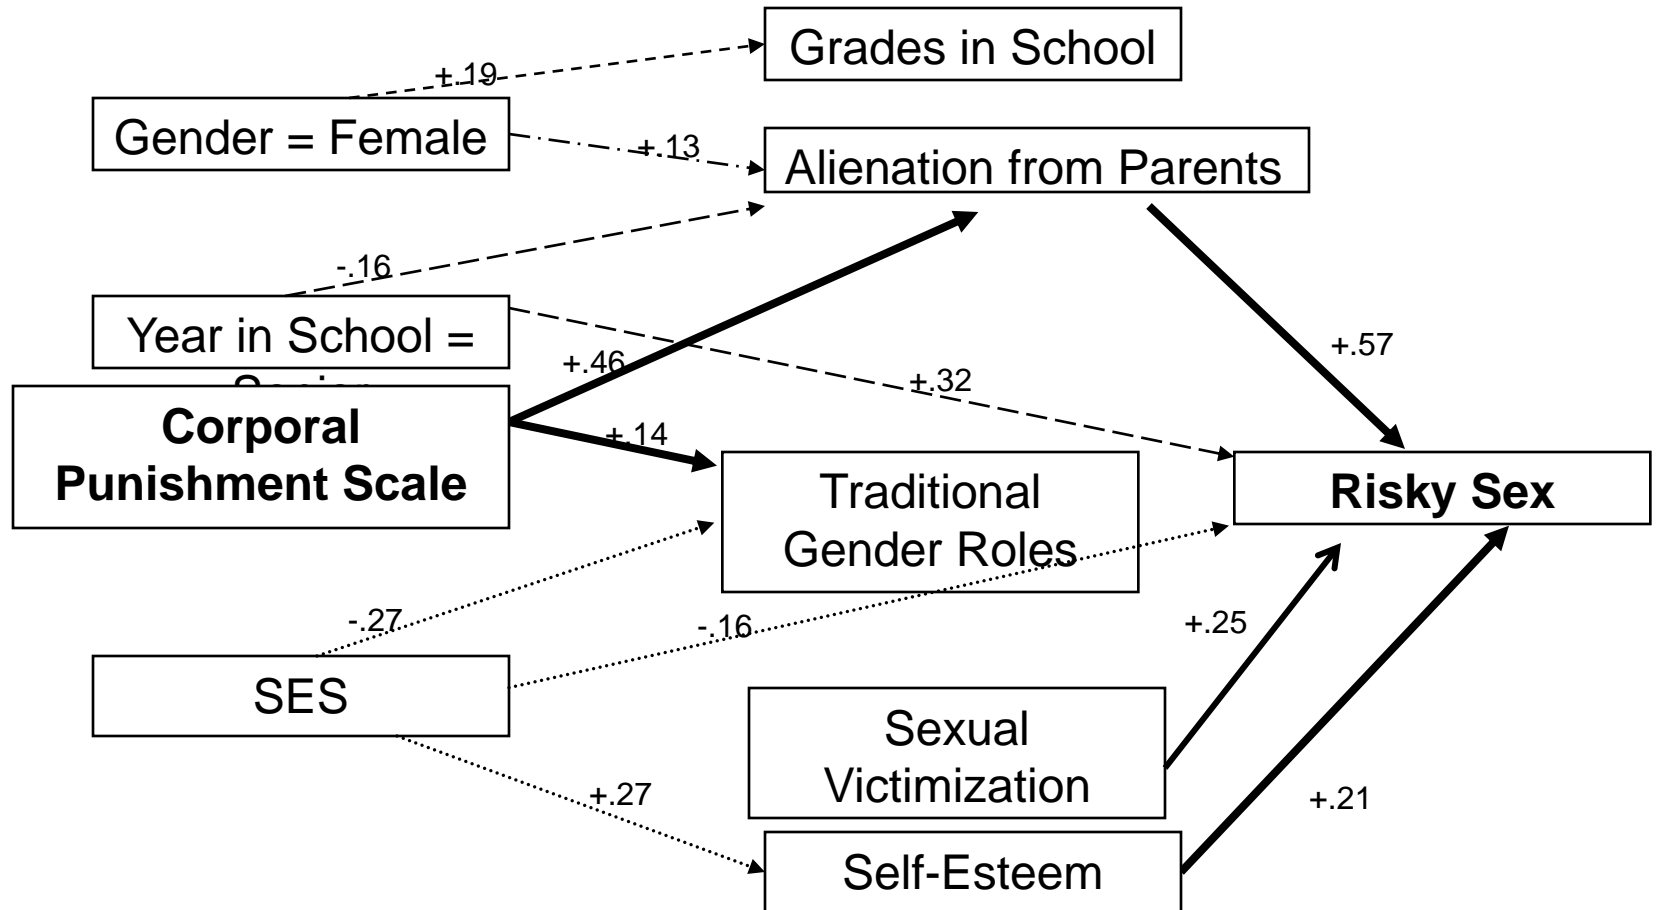 Grades in School
+.19
Gender = Female
+.13
Alienation from Parents
-.16
Year in School =
+.46
+.57
+.32
Corporal
Punishment Scale
+.14
Traditional
Gender Roles
Risky Sex
-.27
-.16
+.25
SES
Sexual
Victimization
+.27
+.21
Self-Esteem